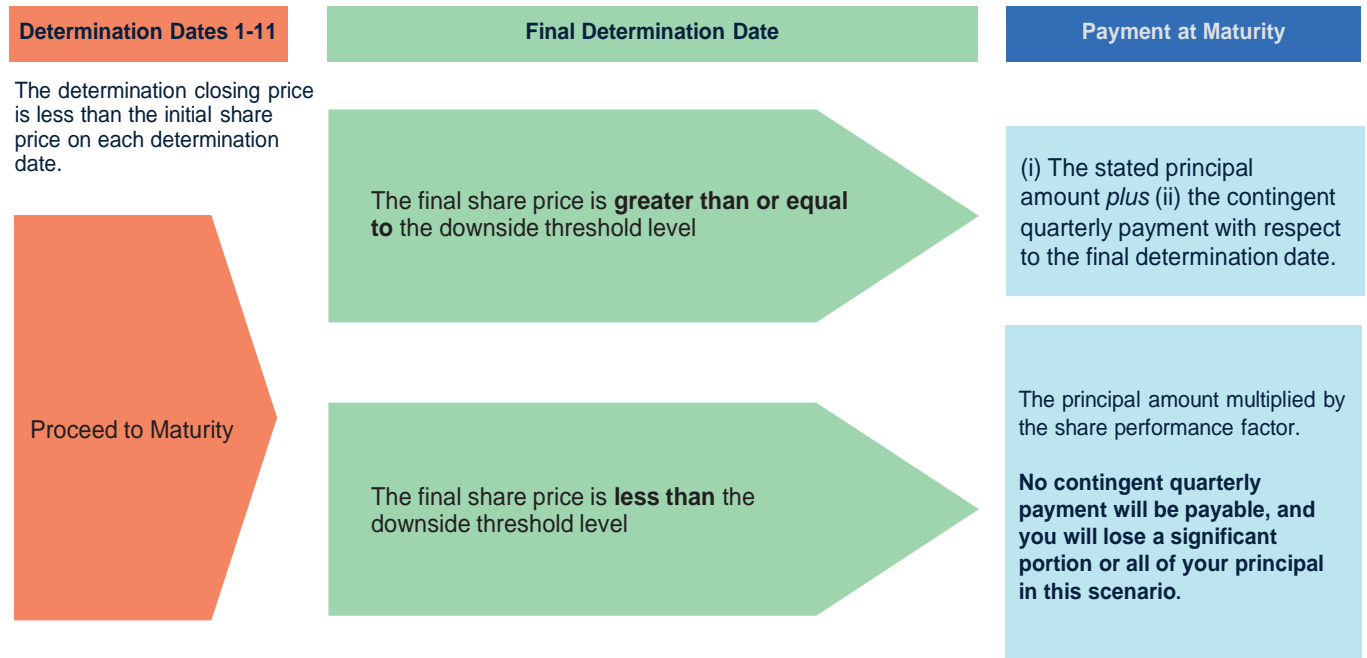 Determination Dates 1-11
Final Determination Date
Payment at Maturity
The determination closing price
is less than the initial share
price on each determination
date.
Proceed to Maturity
The final share price is greater than or equal
to the downside threshold level
(i) The stated principal
amount plus (ii) the contingent
quarterly payment with respect
to the final determination date.
The final share price is less than the
downside threshold level
The principal amount multiplied by
the share performance factor.
No contingent quarterly
payment will be payable, and
you will lose a significant
portion or all of your principal
in this scenario.